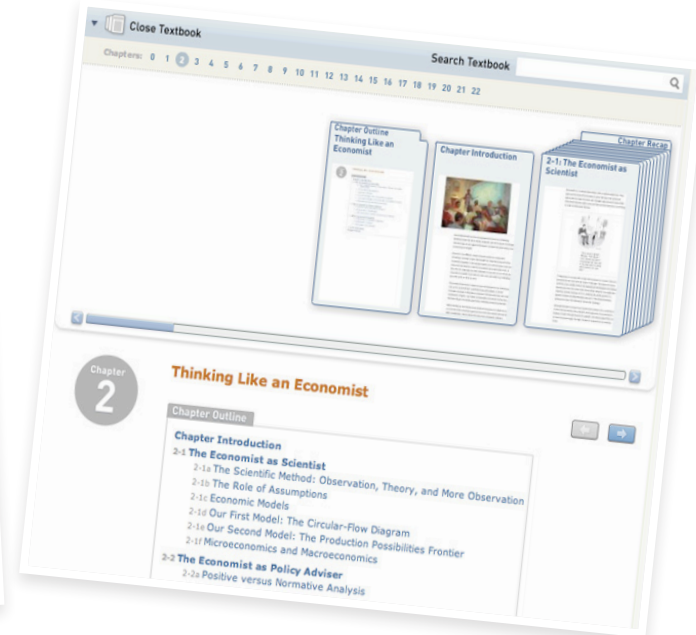 Close Textbook
Search Textbook
Chapters: 0 1 2 3 4 5 6 7 8 9 10 11 12 13 14 15 16 17 18 19 20 21 22
Chapter Outline
Thinking Like an
Economist
Chapter Introduction
Chapter Recap
2-1: The Economist as
Scientist
Chapter
2
Thinking Like an Economist
Chapter Outline
Chapter Introduction
2-1 The Economist as Scientist
2-1a The Scientific Method: Observation, Theory, and More Observation
2-1b The Role of Assumptions
2-1c Economic Models
2-1d Our First Model: The Circular-Flow Diagram
2-1e Our Second Model: The Production Possibilities Frontier
2-1f Microeconomics and Macroeconomics
2-2 The Economist as Policy Adviser
2-2a Positive versus Normative Analysis